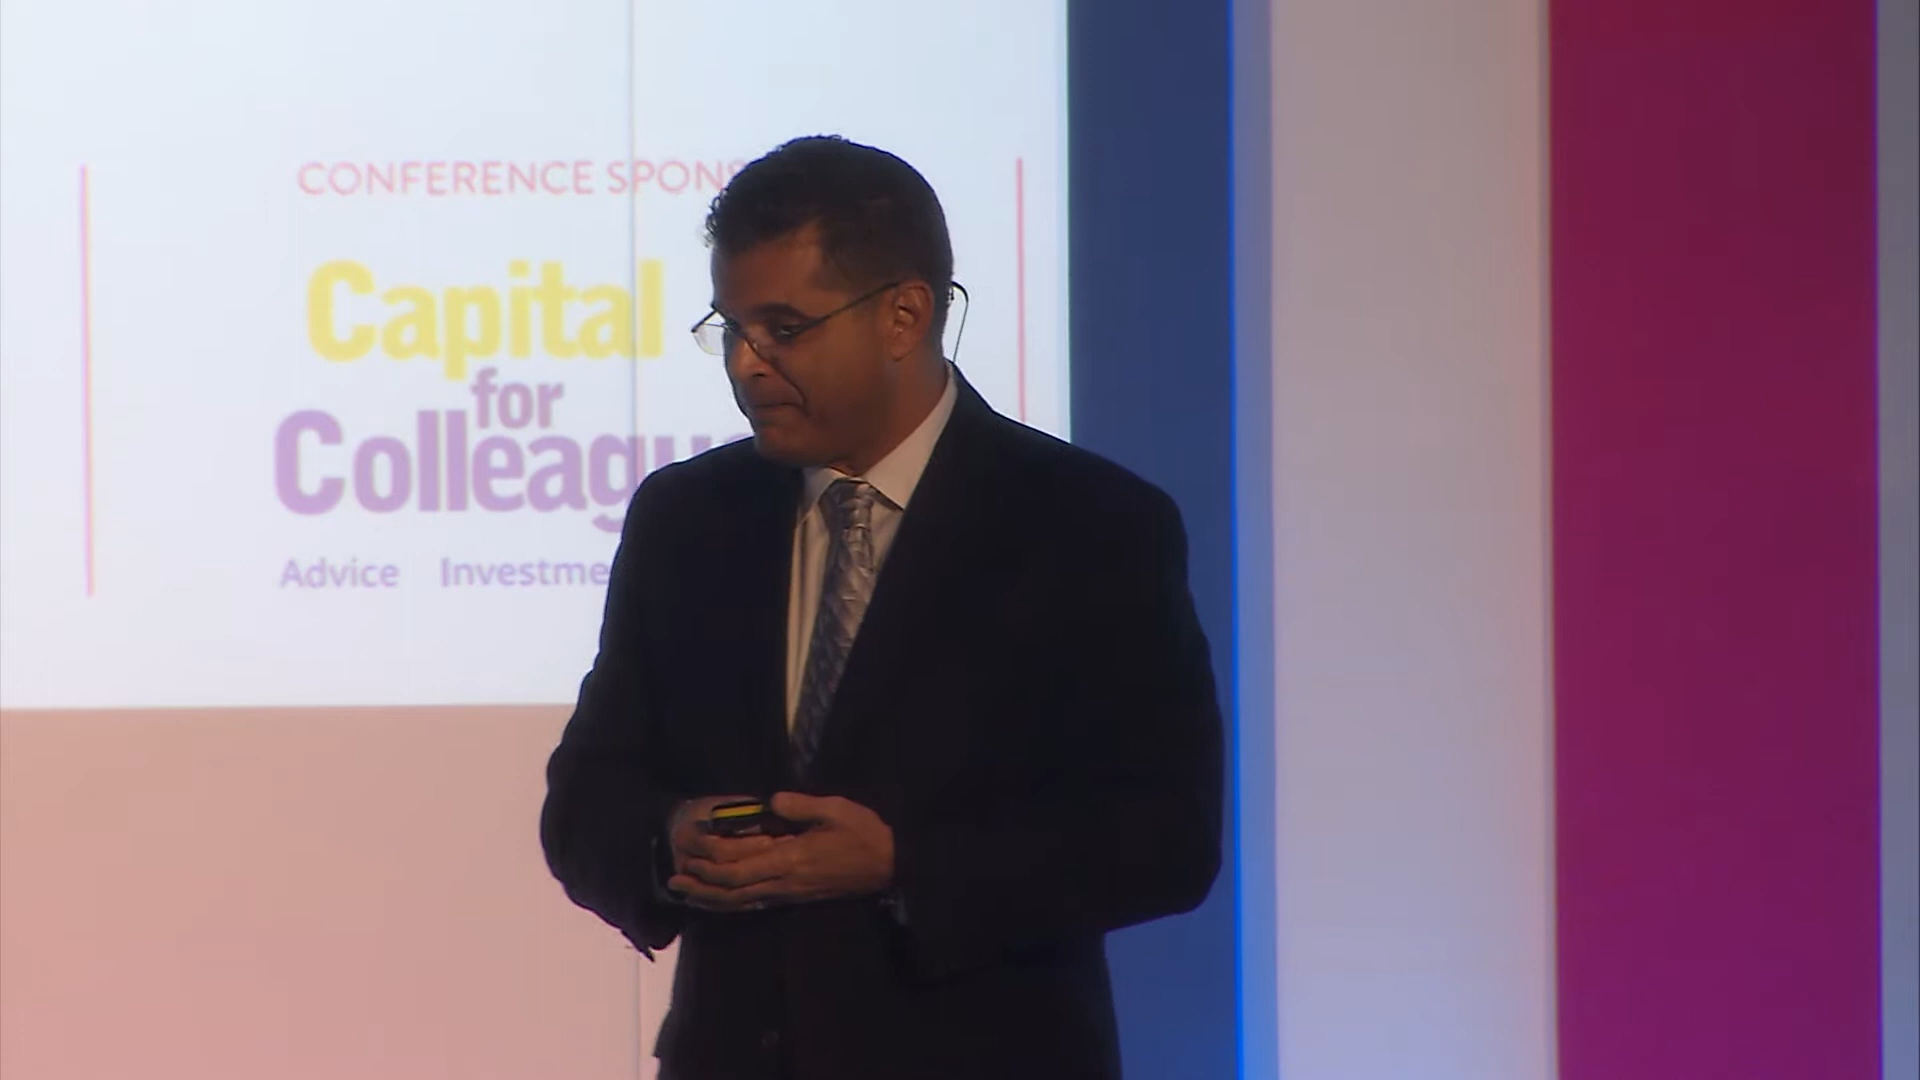 CONFERENCE SPONS
Capital
for
Colleagu
Advice Investme